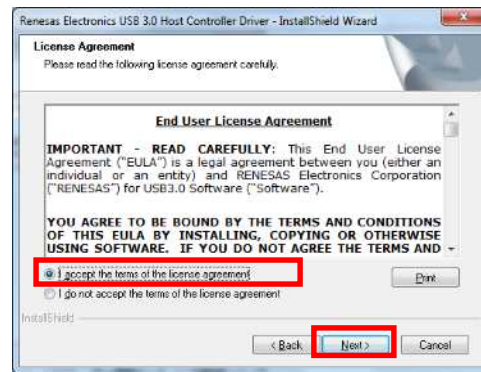 Renesas Electronics USB 3.0 Host Controller Driver - InstallShield Wizard
License Agreement
Please read the following license agreement carefully.
End User License Agreement
IMPORTANT - READ CAREFULLY: This End User License
Agreement ("EULA") is a legal agreement between you (either an
individual or an entity) and RENESAS Electronics Corporation
("RENESAS") for USB3.0 Software ("Software").
YOU AGREE TO BE BOUND BY THE TERMS AND CONDITIONS
OF THIS EULA BY INSTALLING, COPYING OR OTHERWISE
USING SOFTWARE. IF YOU DO NOT AGREE THE TERMS AND
I accept the terms of the license agreement
Print
I do not accept the terms of the license agreement
InstallShield
< Back
Next >
Cancel